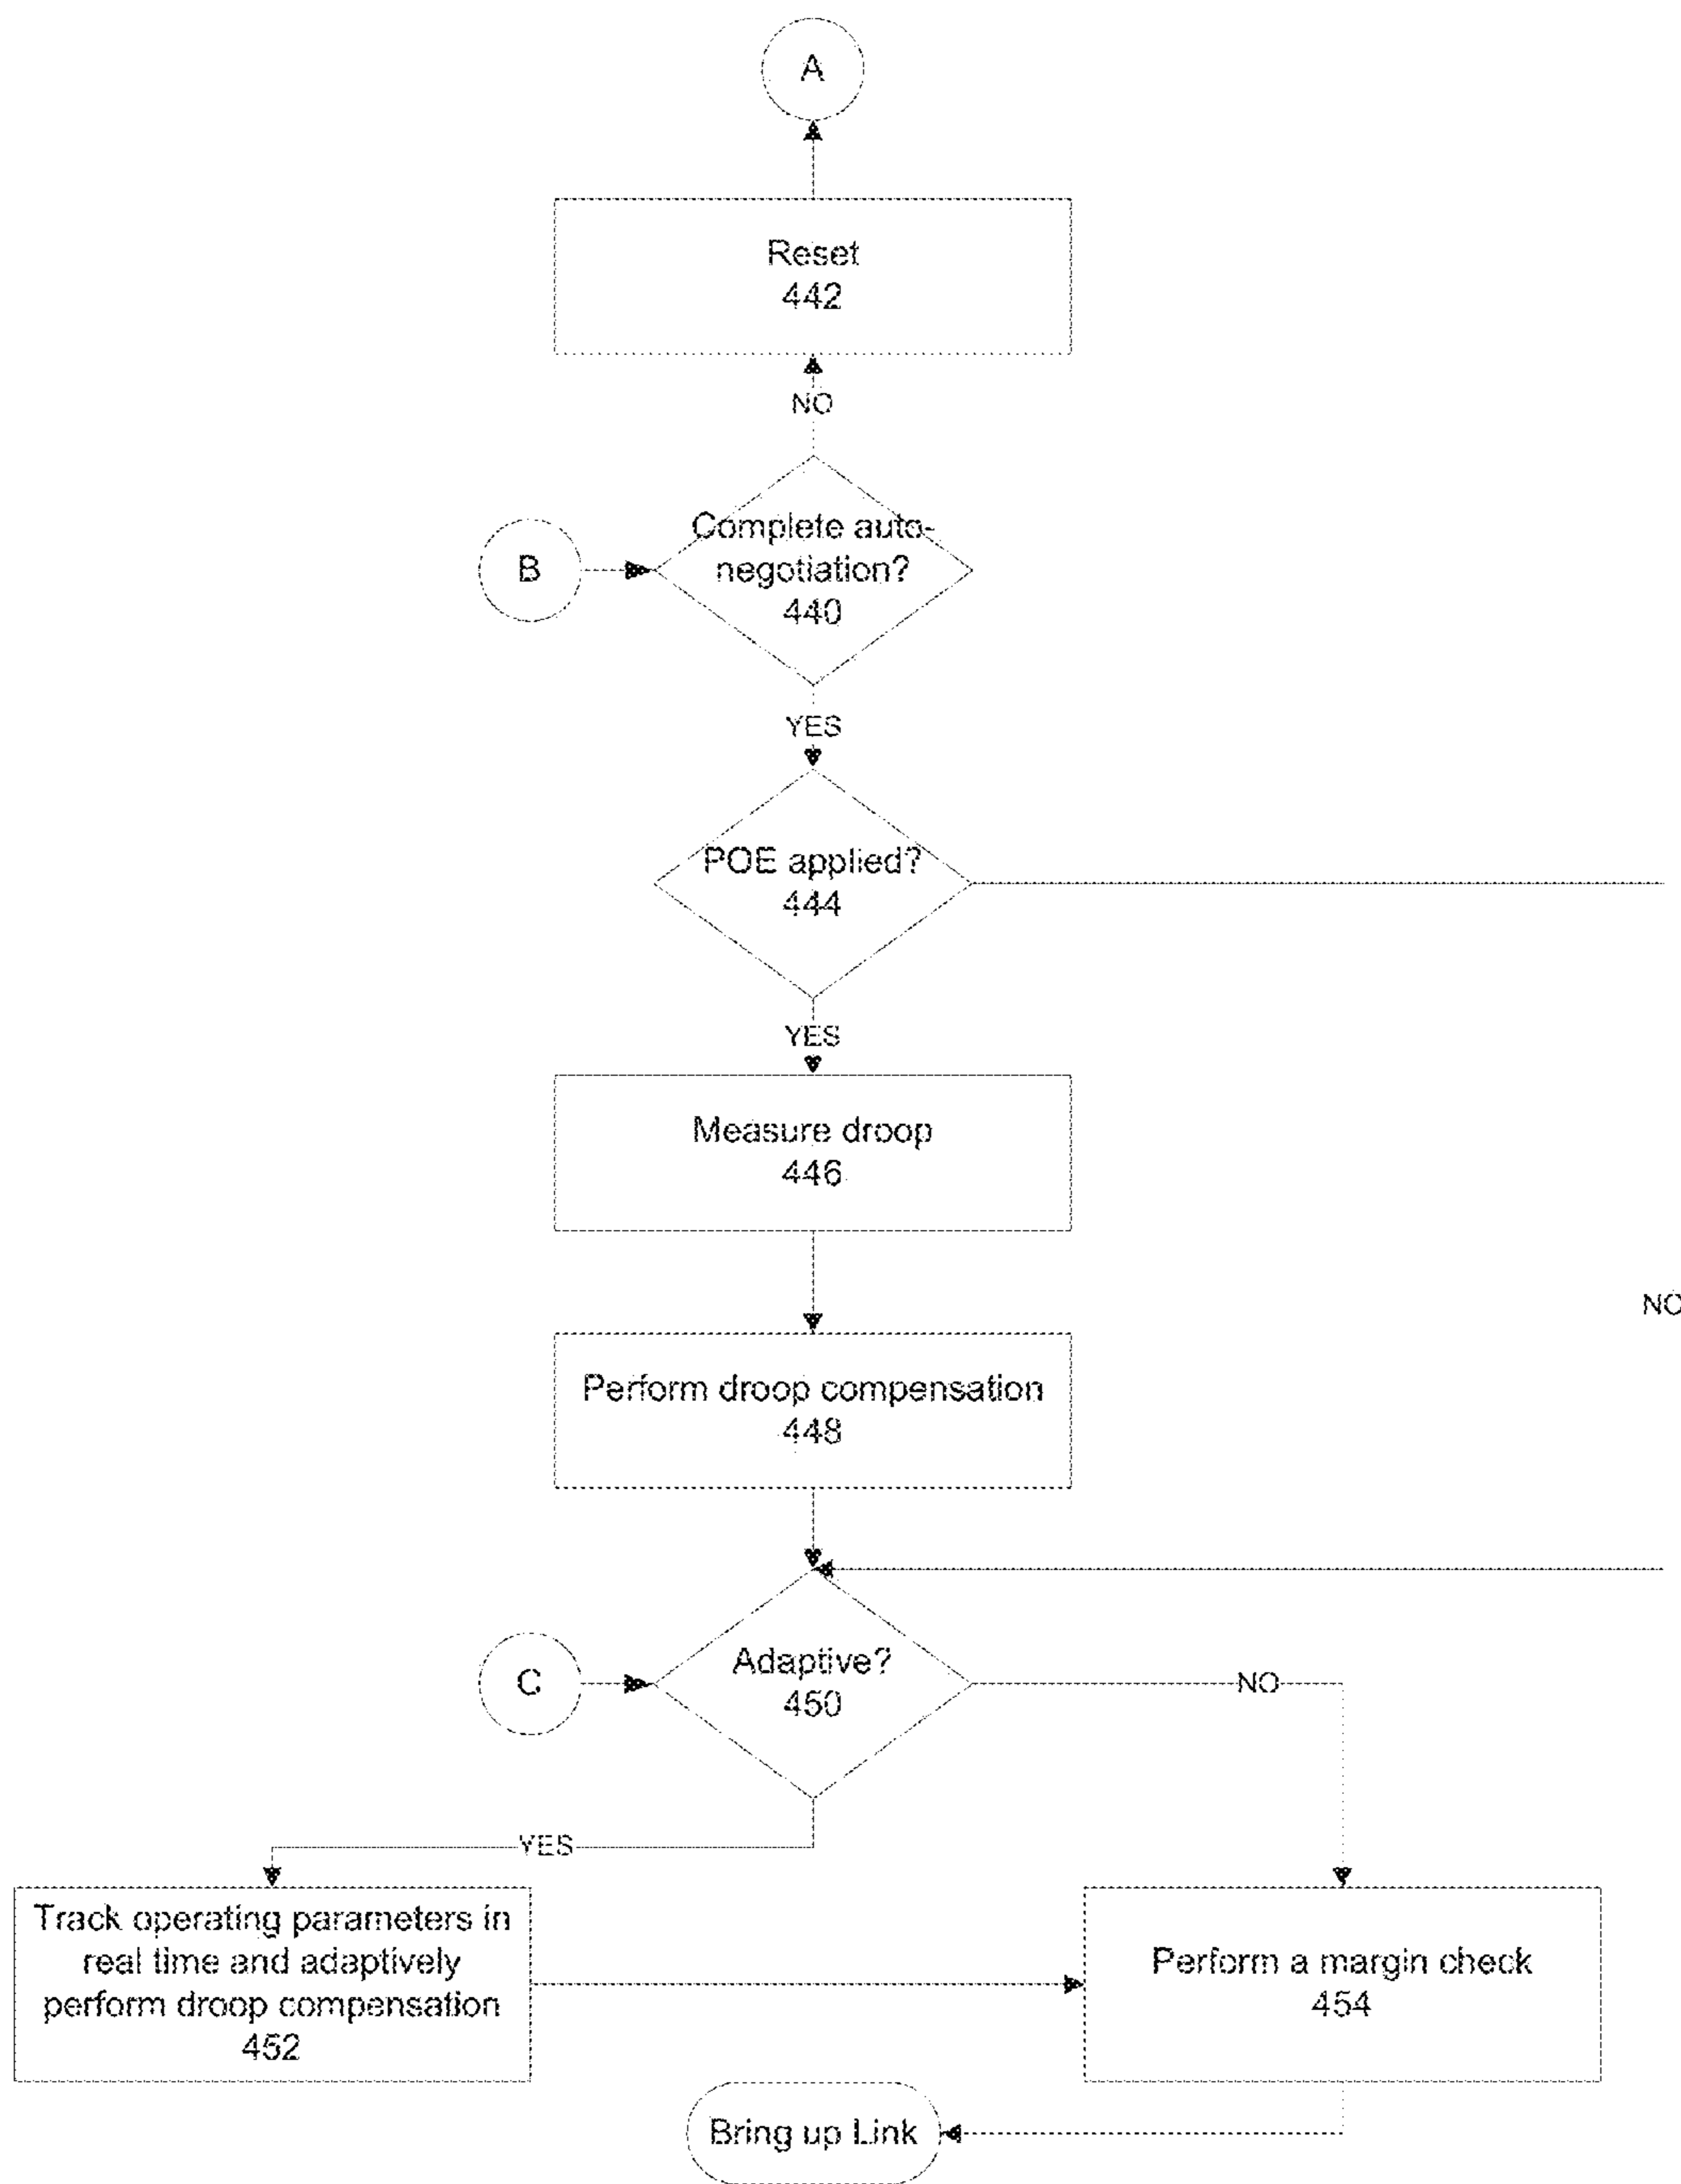 A
Reset
442
NO
Complete auto-
negotiation?
440
B
YES
POE applied?
444
YES
Measure droop
446
NO
Perform droop compensation
448
Adaptive?
450
C
NO
YES
Track operating parameters in
real time and adaptively
perform droop compensation
452
Perform a margin check
454
Bring up Link